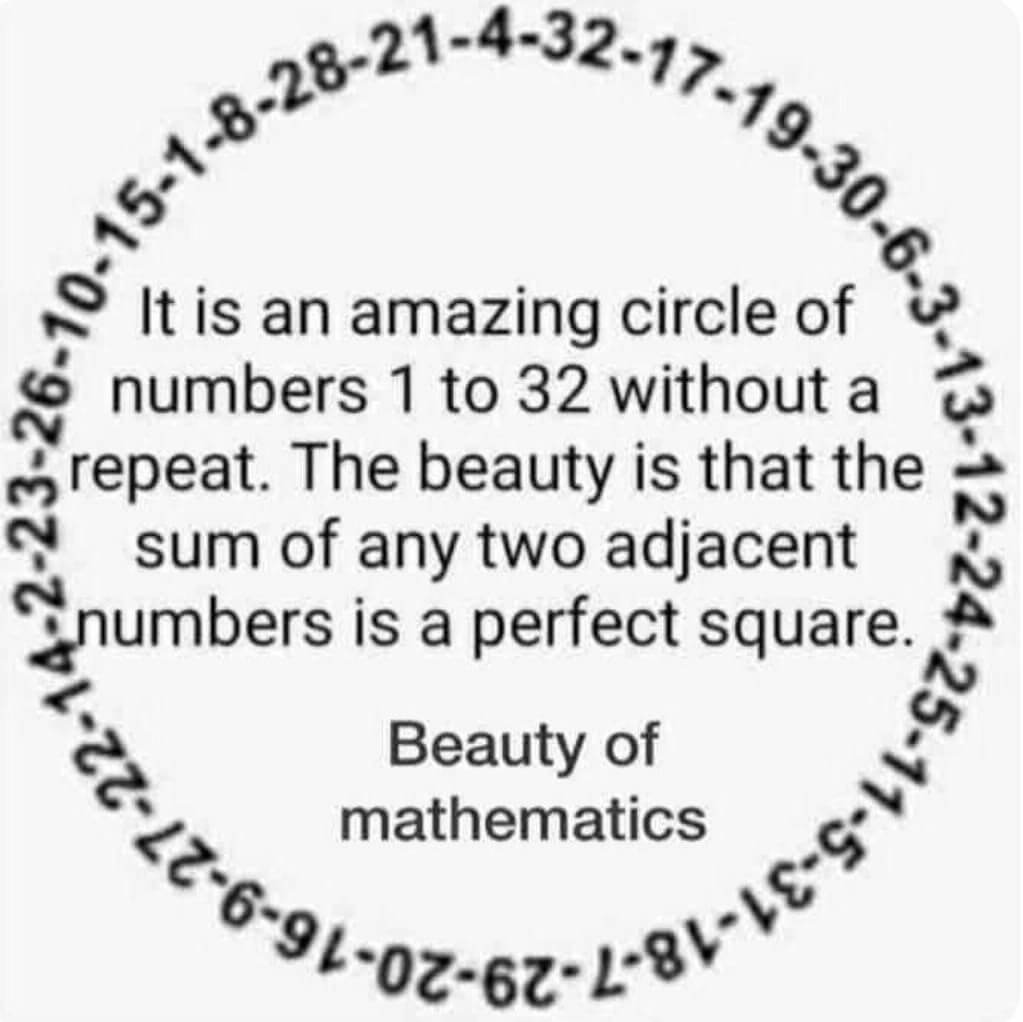 1-8-28-21-4-32-17-19-30-6-3-13-12-24-25-11-5-31-18-7-29-20-16-9-27-22-14-2-23-26-10-15-
It is an amazing circle of
numbers 1 to 32 without a
repeat. The beauty is that the
sum of any two adjacent
numbers is a perfect square.
Beauty of
mathematics